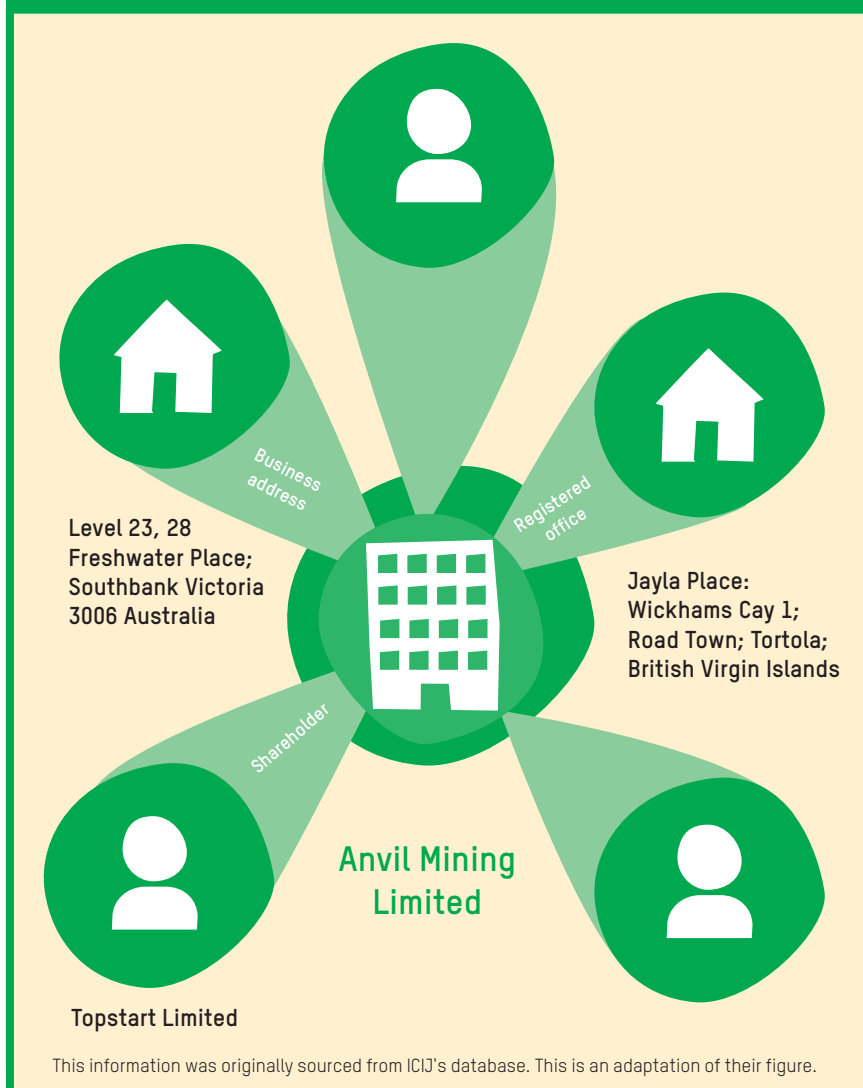 Business
address
Registered
office
Level 23, 28
Freshwater Place;
Southbank Victoria
3006 Australia
Jayla Place:
Wickhams Cay 1;
Road Town; Tortola;
British Virgin Islands
Shareholder
Anvil Mining
Limited
Topstart Limited
This information was originally sourced from ICIJ's database. This is an adaptation of their figure.